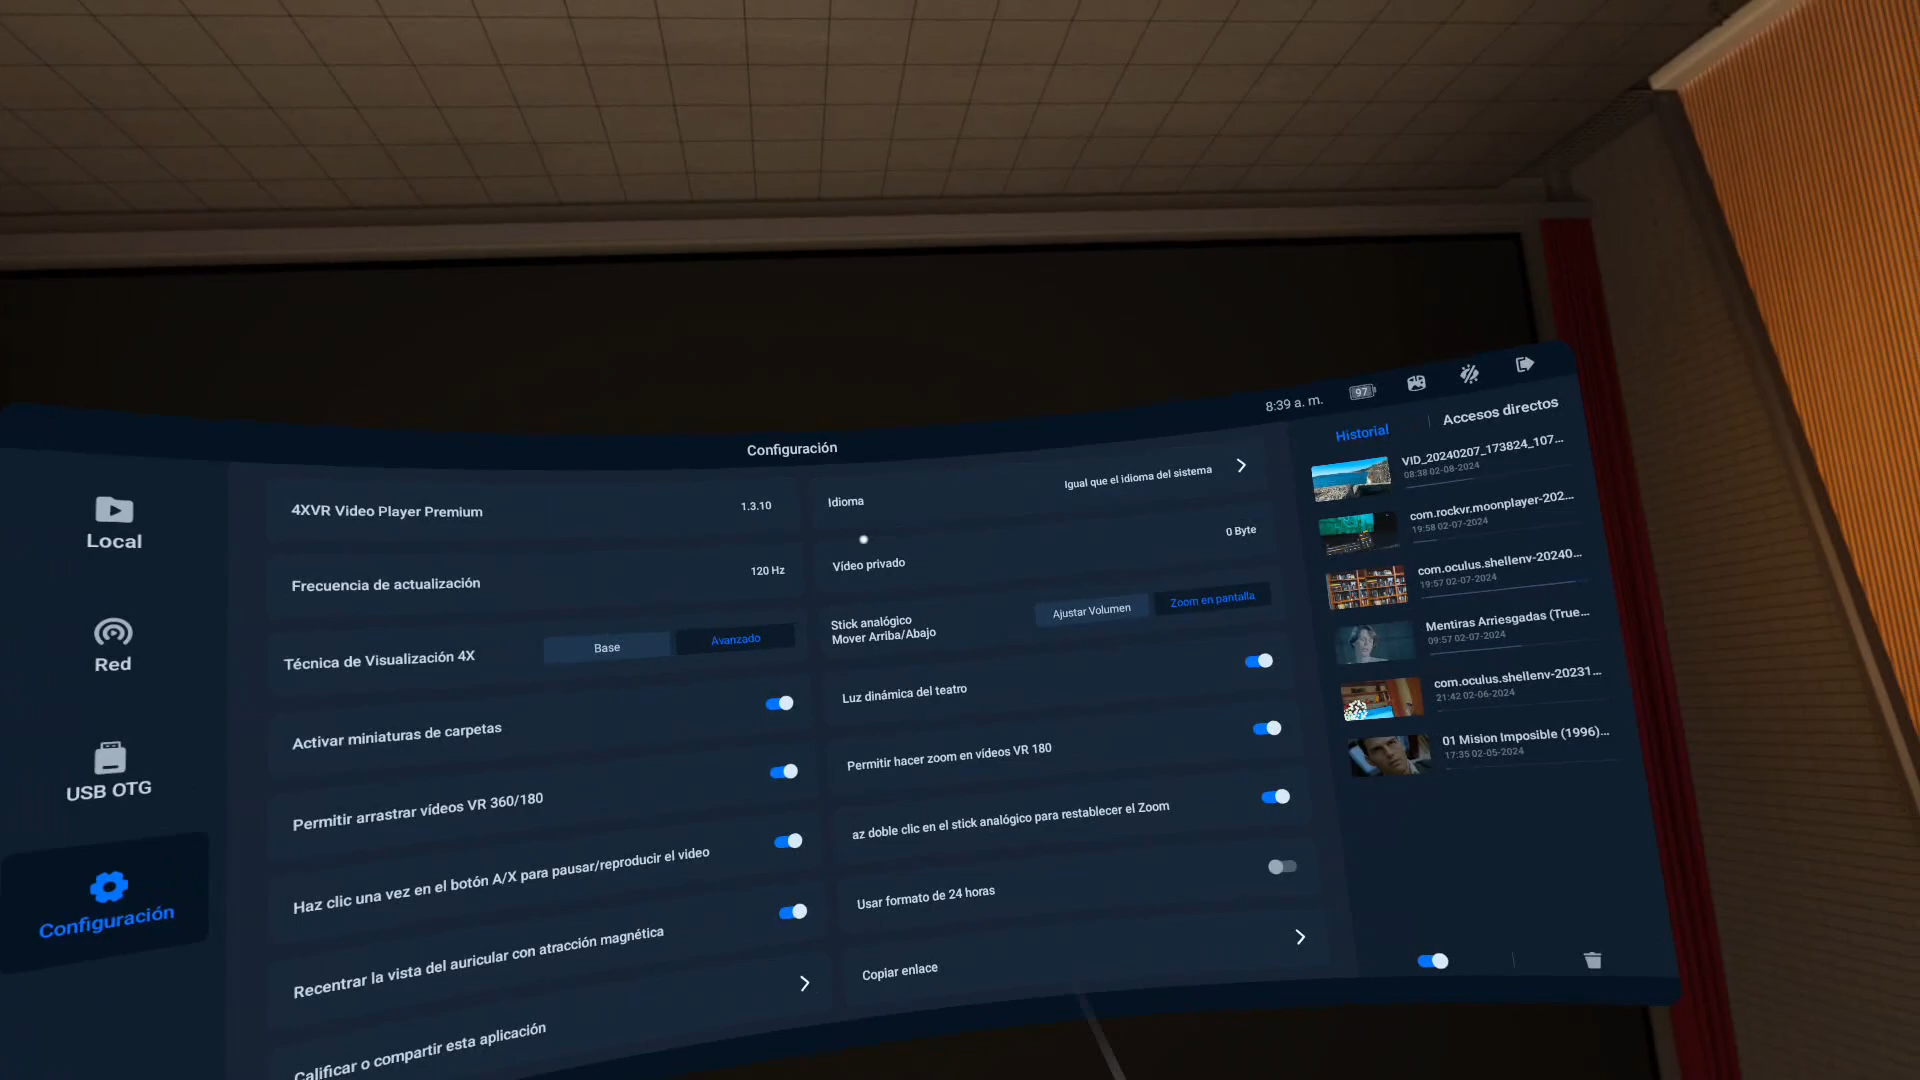 8:39 a. m.
97
Configuración
Local
Red
USB OTG
Configuración
4XVR Video Player Premium
1.3.10
Frecuencia de actualización
120 Hz
Técnica de Visualización 4X
Base
Avanzado
Activar miniaturas de carpetas
Permitir arrastrar vídeos VR 360/180
Haz clic una vez en el botón A/X para pausar/reproducir el video
Recentrar la vista del auricular con atracción magnética
Calificar o compartir esta aplicación
Idioma
Igual que el idioma del sistema
Vídeo privado
0 Byte
Stick analógico
Mover Arriba/Abajo
Ajustar Volumen
Zoom en pantalla
Luz dinámica del teatro
Permitir hacer zoom en vídeos VR 180
az doble clic en el stick analógico para restablecer el Zoom
Usar formato de 24 horas
Copiar enlace
Historial
Accesos directos
VID_20240207_173824_107...
08:38 02-08-2024
com.rockvr.moonplayer-202...
19:58 02-07-2024
com.oculus.shellenv-20240...
19:57 02-07-2024
Mentiras Arriesgadas (True...
09:57 02-07-2024
com.oculus.shellenv-20231...
21:42 02-06-2024
01 Mision Imposible (1996)...
17:35 02-05-2024